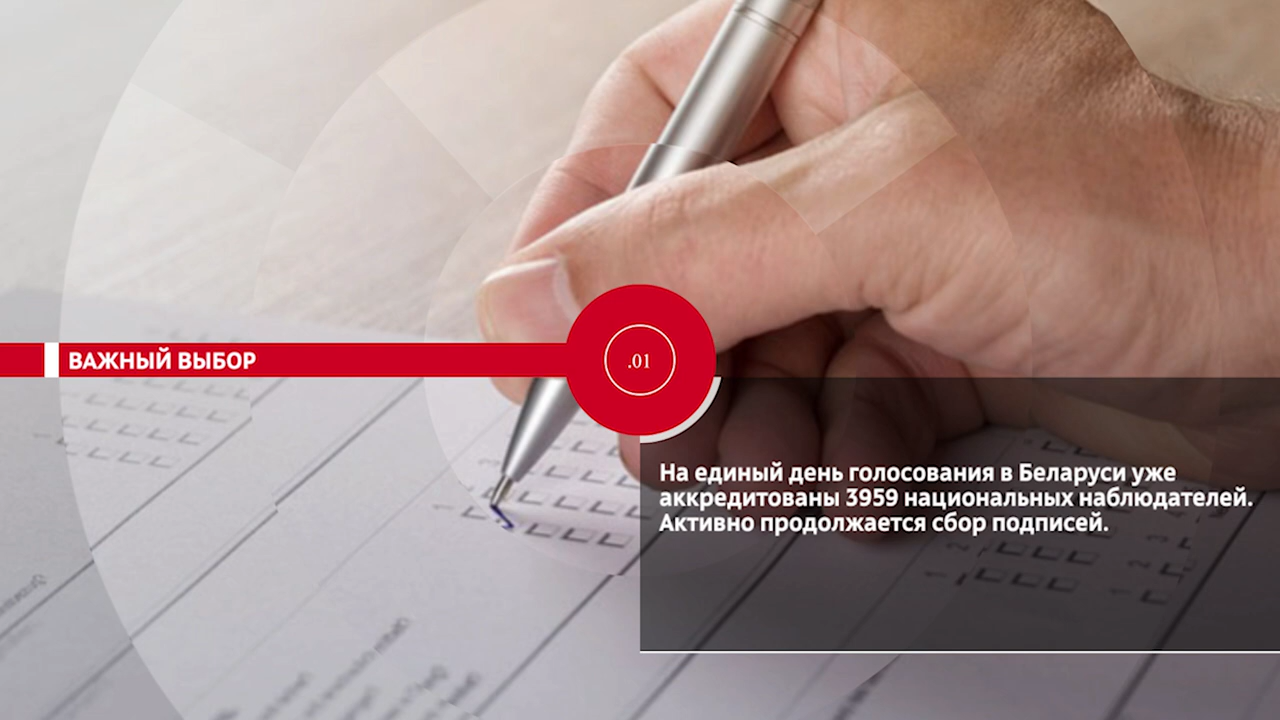 ВАЖНЫЙ ВЫБОР
.01
На единый день голосования в Беларуси уже
аккредитованы 3959 национальных наблюдателей.
Активно продолжается сбор подписей.